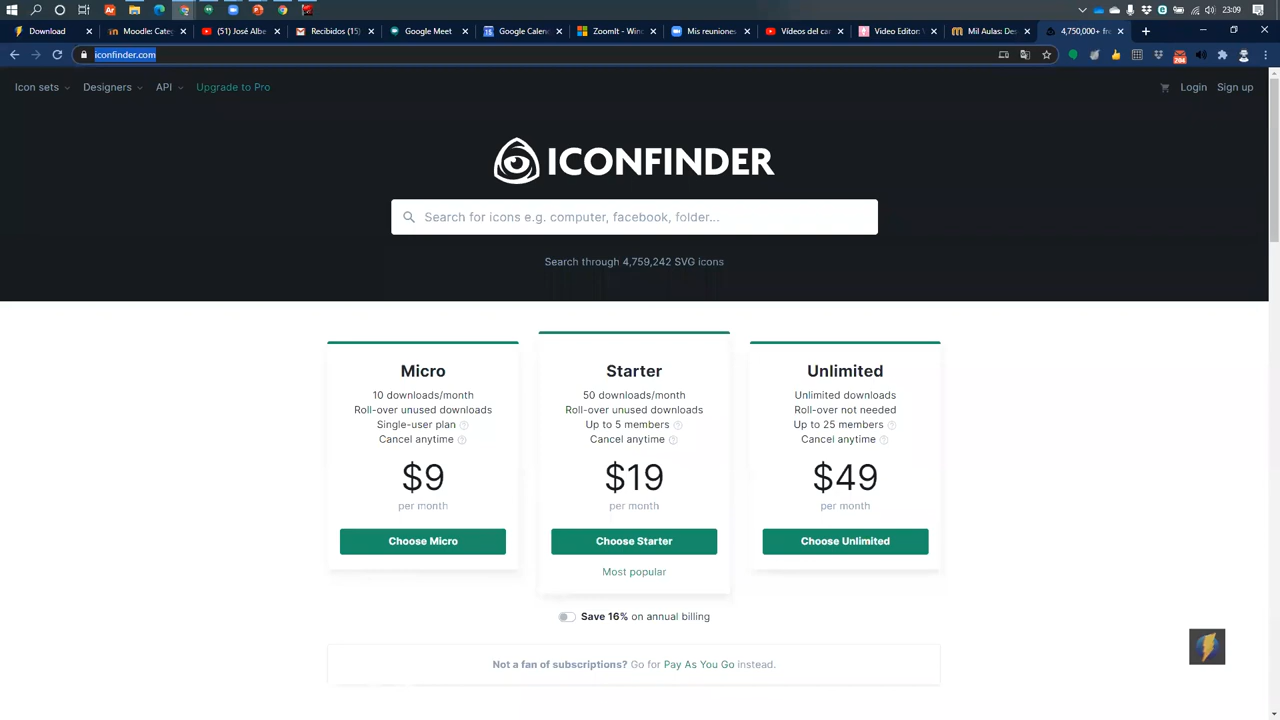 23:09
Download
Moodle: Cate
(51) José Albe
Recibidos (15)
Google Meet
Google Calen
ZoomIt - Win
Mis reuniones
Vídeos del car
Video Editor:
Mil Aulas: Des
4,750,000+ fre
iconfinder.com
284
Icon sets
Designers
API
Upgrade to Pro
Login
Sign up
ICONFINDER
Search for icons e.g. computer, facebook, folder...
Search through 4,759,242 SVG icons
Micro
10 downloads/month
Roll-over unused downloads
Single-user plan
Cancel anytime
$9
per month
Choose Micro
Starter
50 downloads/month
Roll-over unused downloads
Up to 5 members
Cancel anytime
$19
per month
Choose Starter
Most popular
Unlimited
Unlimited downloads
Roll-over not needed
Up to 25 members
Cancel anytime
$49
per month
Choose Unlimited
Save 16% on annual billing
Not a fan of subscriptions? Go for Pay As You Go instead.